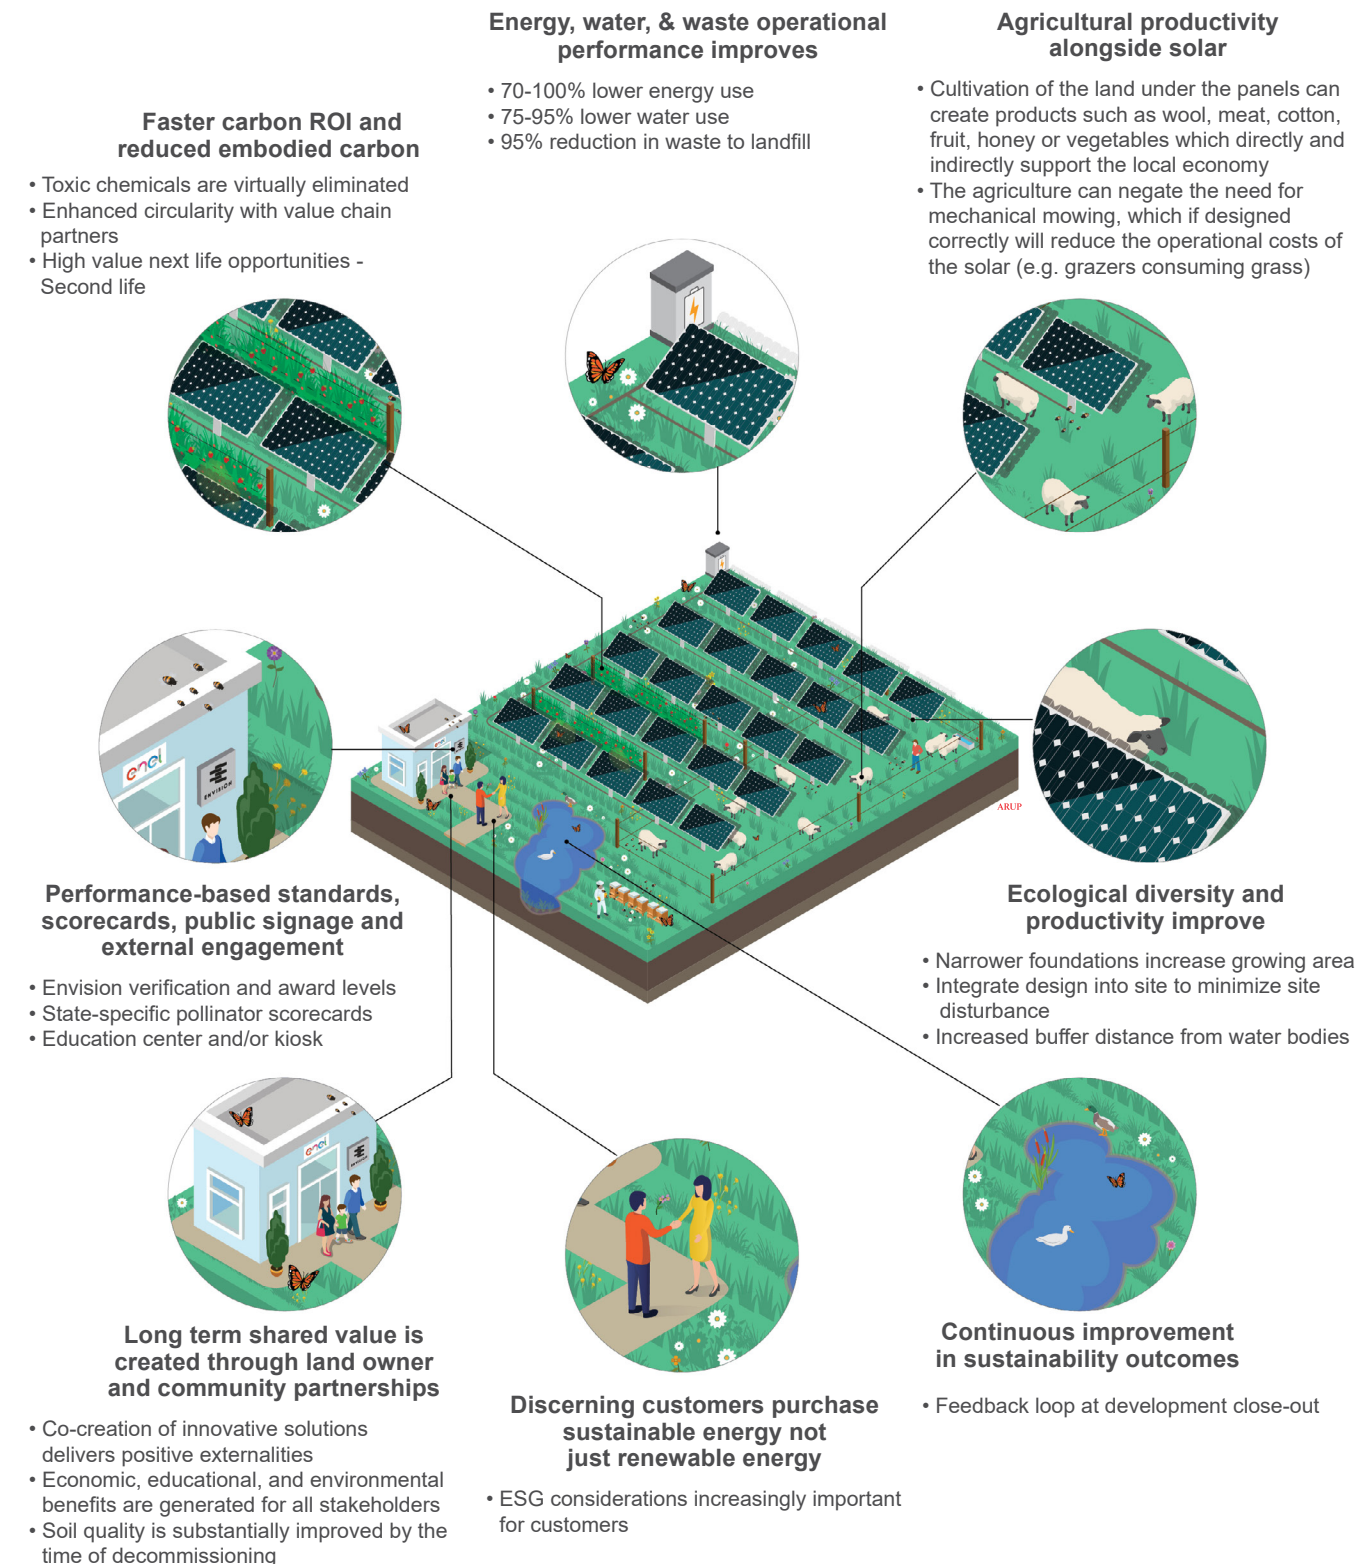 Energy, water, & waste operational
performance improves
• 70-100% lower energy use
• 75-95% lower water use
• 95% reduction in waste to landfill
Agricultural productivity
alongside solar
• Cultivation of the land under the panels can
create products such as wool, meat, cotton,
fruit, honey or vegetables which directly and
indirectly support the local economy
• The agriculture can negate the need for
mechanical mowing, which if designed
correctly will reduce the operational costs of
the solar (e.g. grazers consuming grass)
Faster carbon ROI and
reduced embodied carbon
• Toxic chemicals are virtually eliminated
• Enhanced circularity with value chain
partners
• High value next life opportunities -
Second life
enel
ENVISION
ARUP
Performance-based standards,
scorecards, public signage and
external engagement
• Envision verification and award levels
• State-specific pollinator scorecards
• Education center and/or kiosk
Ecological diversity and
productivity improve
• Narrower foundations increase growing area
• Integrate design into site to minimize site
disturbance
• Increased buffer distance from water bodies
enel
ENVISION
Long term shared value is
created through land owner
and community partnerships
• Co-creation of innovative solutions
delivers positive externalities
• Economic, educational, and environmental
benefits are generated for all stakeholders
• Soil quality is substantially improved by the
time of decommissioning
Discerning customers purchase
sustainable energy not
just renewable energy
• ESG considerations increasingly important
for customers
Continuous improvement
in sustainability outcomes
• Feedback loop at development close-out